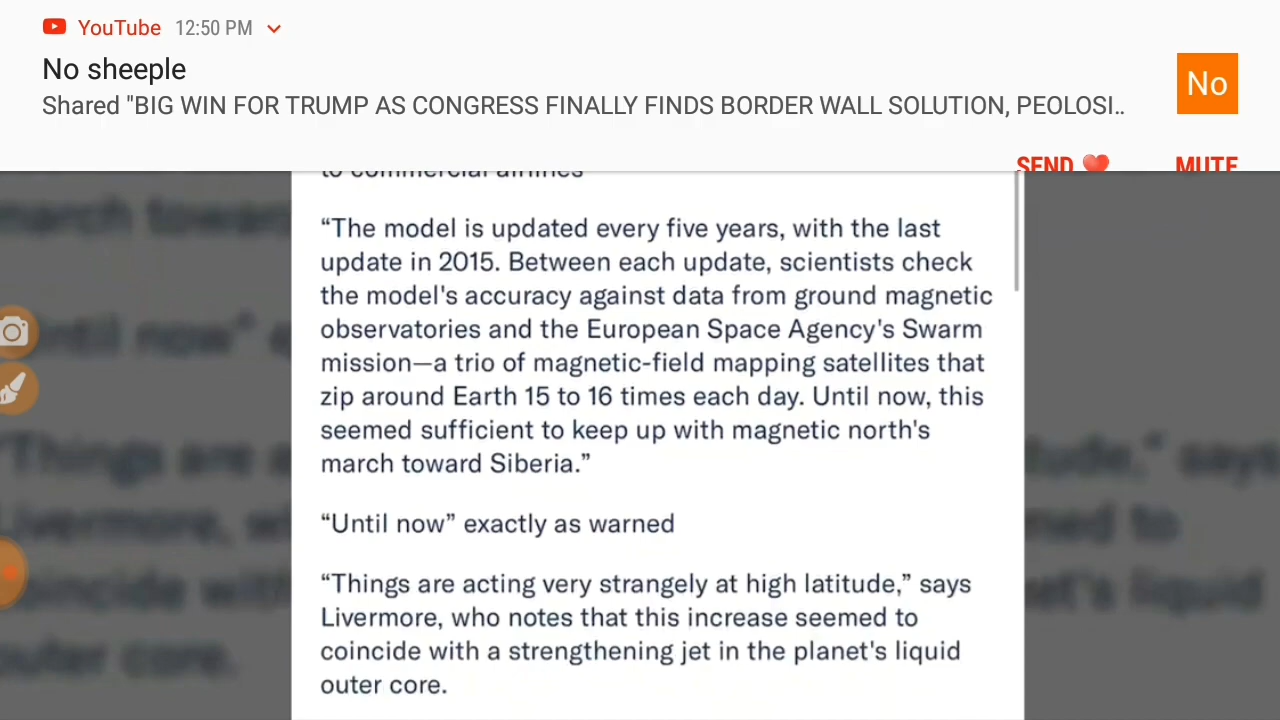 YouTube 12:50 PM
No sheeple
No
Shared "BIG WIN FOR TRUMP AS CONGRESS FINALLY FINDS BORDER WALL SOLUTION, PEOLOSI..
SEND ❤️ MUTE
to commercial airlines
“The model is updated every five years, with the last
update in 2015. Between each update, scientists check
the model's accuracy against data from ground magnetic
observatories and the European Space Agency's Swarm
mission—a trio of magnetic-field mapping satellites that
zip around Earth 15 to 16 times each day. Until now, this
seemed sufficient to keep up with magnetic north's
march toward Siberia.”
“Until now” exactly as warned
“Things are acting very strangely at high latitude,” says
Livermore, who notes that this increase seemed to
coincide with a strengthening jet in the planet's liquid
outer core.